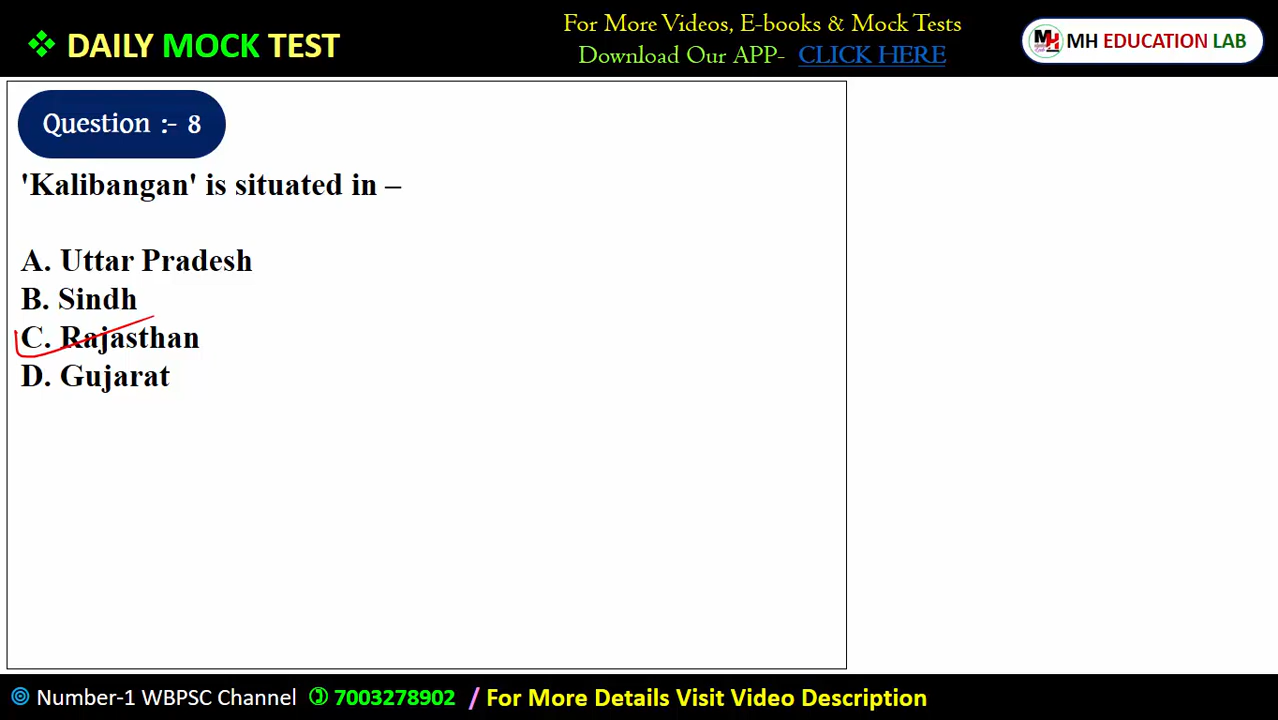 DAILY MOCK TEST
For More Videos, E-books & Mock Tests
Download Our APP- CLICK HERE
MH EDUCATION LAB
Question :- 8
'Kalibangan' is situated in –
A. Uttar Pradesh
B. Sindh
C. Rajasthan
D. Gujarat
Number-1 WBPSC Channel 7003278902 / For More Details Visit Video Description